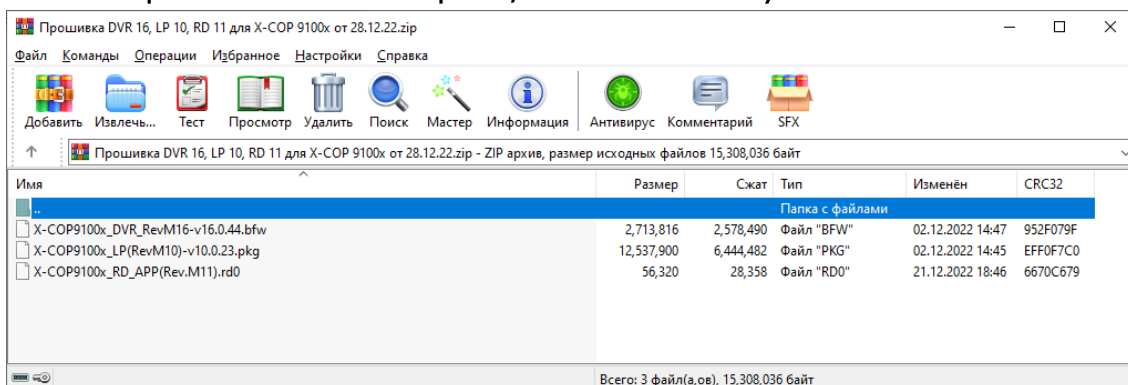 Прошивка DVR 16, LP 10, RD 11 для X-COP 9100x от 28.12.22.zip
Файл Команды Операции Избранное Настройки Справка
Добавить Извлечь... Тест Просмотр Удалить Поиск Мастер Информация Антивирус Комментарий SFX
Прошивка DVR 16, LP 10, RD 11 для X-COP 9100x от 28.12.22.zip - ZIP архив, размер исходных файлов 15,308,036 байт
Имя Размер Сжат Тип Изменён CRC32
.. Папка с файлами
X-COP9100x_DVR_RevM16-v16.0.44.bfw 2,713,816 2,578,490 Файл "BFW" 02.12.2022 14:47 952F079F
X-COP9100x_LP(RevM10)-v10.0.23.pkg 12,537,900 6,444,482 Файл "PKG" 02.12.2022 14:45 EFF0F7C0
X-COP9100x_RD_APP(Rev.M11).rd0 56,320 28,358 Файл "RD0" 21.12.2022 18:46 6670C679
Всего: 3 файл(а,ов), 15,308,036 байт